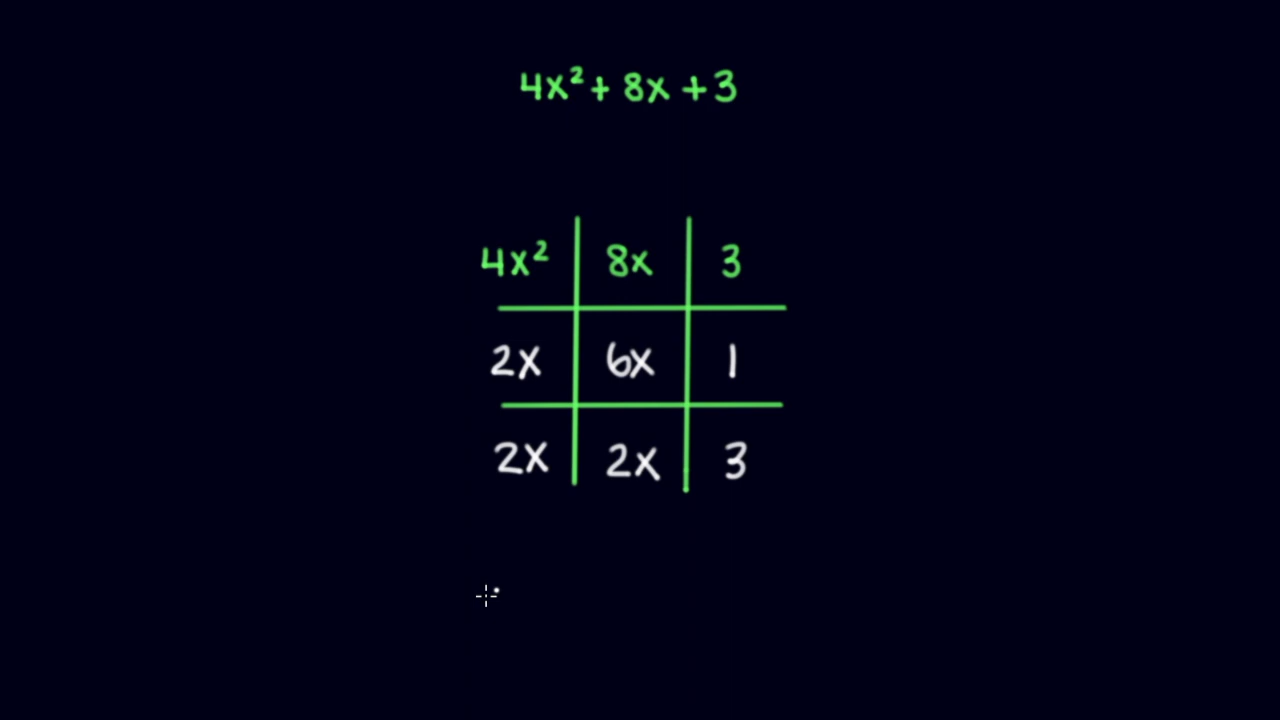 4x² + 8x + 3
4x² 8x 3
2x 6x 1
2x 2x 3